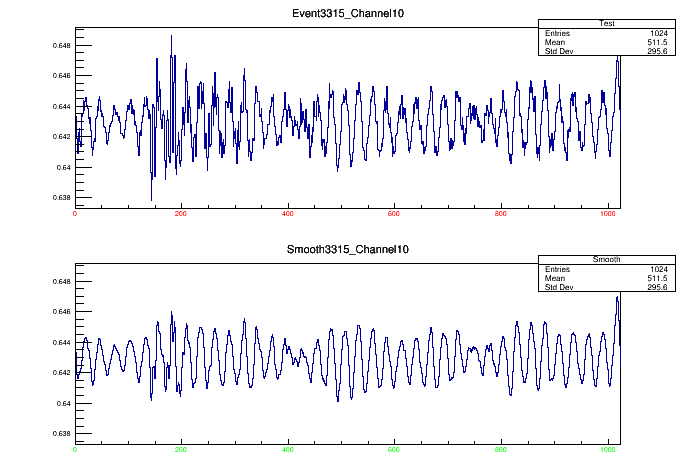 Event3315_Channel10
Test
Entries 1024
Mean 511.5
Std Dev 295.6
0.648
0.646
0.644
0.642
0.64
0.638
0 200 400 600 800 1000
Smooth3315_Channel10
Smooth
Entries 1024
Mean 511.5
Std Dev 295.6
0.648
0.646
0.644
0.642
0.64
0.638
0 200 400 600 800 1000